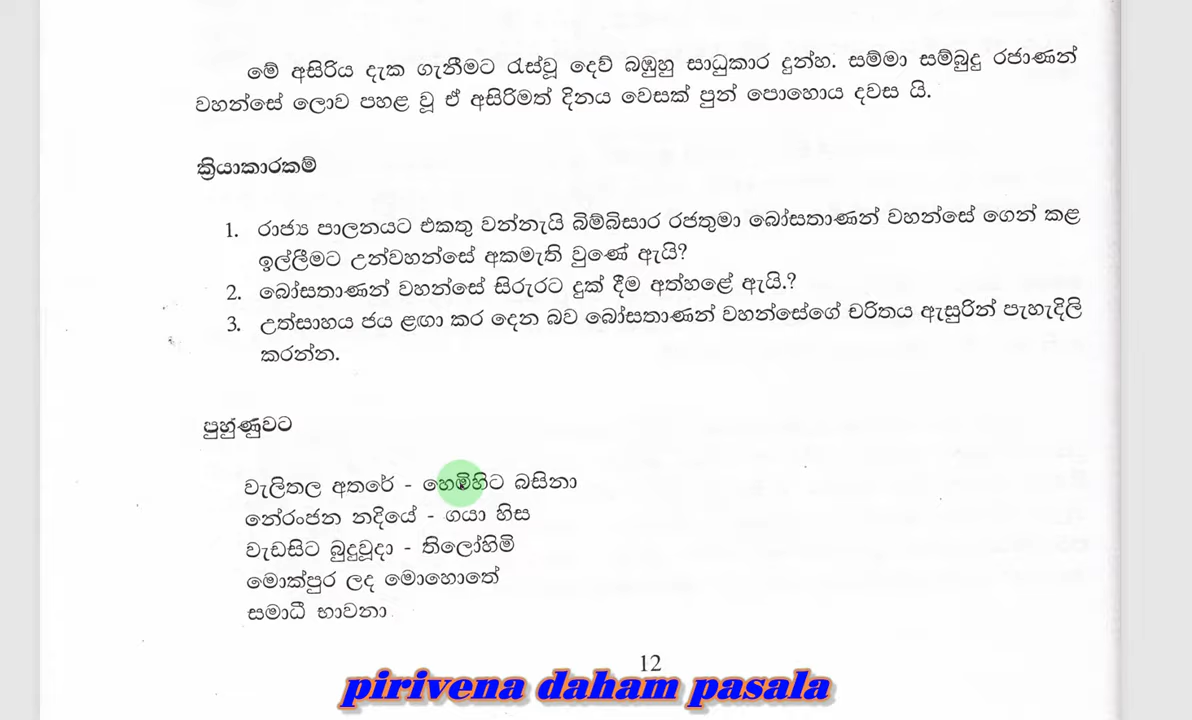 මේ අසිරිය දැක ගැනීමට රැස්වූ දෙව් බඹුහු සාධුකාර දුන්හ. සම්මා සම්බුදු රජාණන්
වහන්සේ ලොව පහළ වූ ඒ අසිරිමත් දිනය වෙසක් පුන් පොහොය දවස යි.
ක්‍රියාකාරකම්
1. රාජ්‍ය පාලනයට එකතු වන්නැයි බිම්බිසාර රජතුමා බෝසතාණන් වහන්සේ ගෙන් කළ
ඉල්ලීමට උන්වහන්සේ අකමැති වුණේ ඇයි?
2. බෝසතාණන් වහන්සේ සිරුරට දුක් දීම අත්හළේ ඇයි.?
3. උත්සාහය ජය ළඟා කර දෙන බව බෝසතාණන් වහන්සේගේ චරිතය ඇසුරින් පැහැදිලි
කරන්න.
පුහුණුවට
වැලිතල අතරේ - හෙමිහිට බසිනා
නේරංජන නදියේ - ගයා හිස
වැඩසිට බුදුවූදා - තිලෝහිමි
මොක්පුර ලද මොහොතේ
සමාධි භාවනා
12
pirivena daham pasala